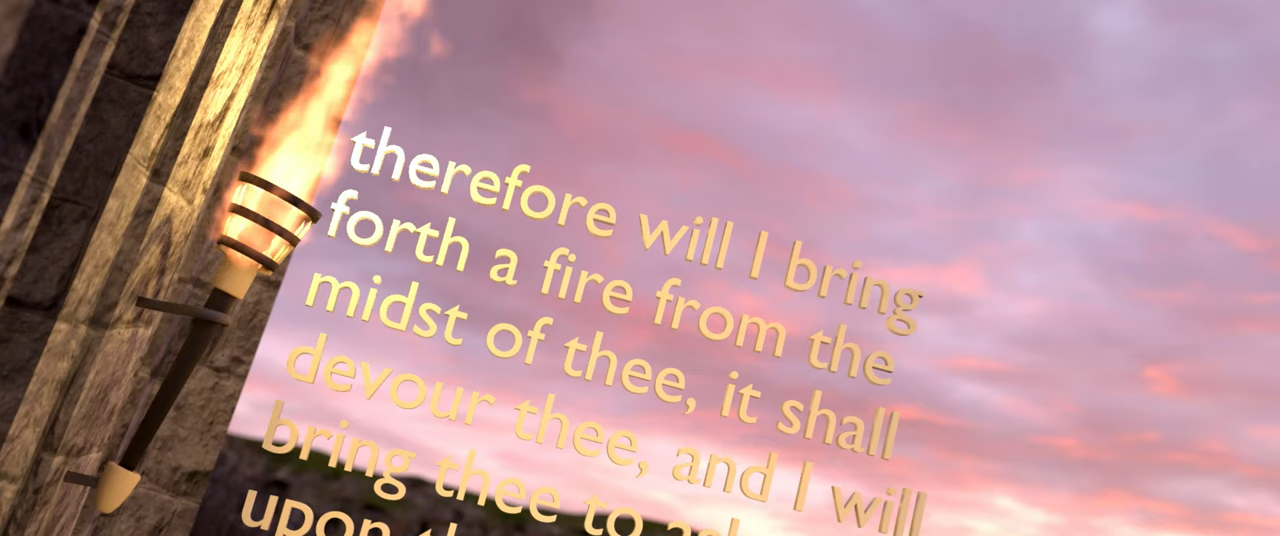 therefore will I bring
forth a fire from the
midst of thee, it shall
devour thee, and I will
bring thee to
upon